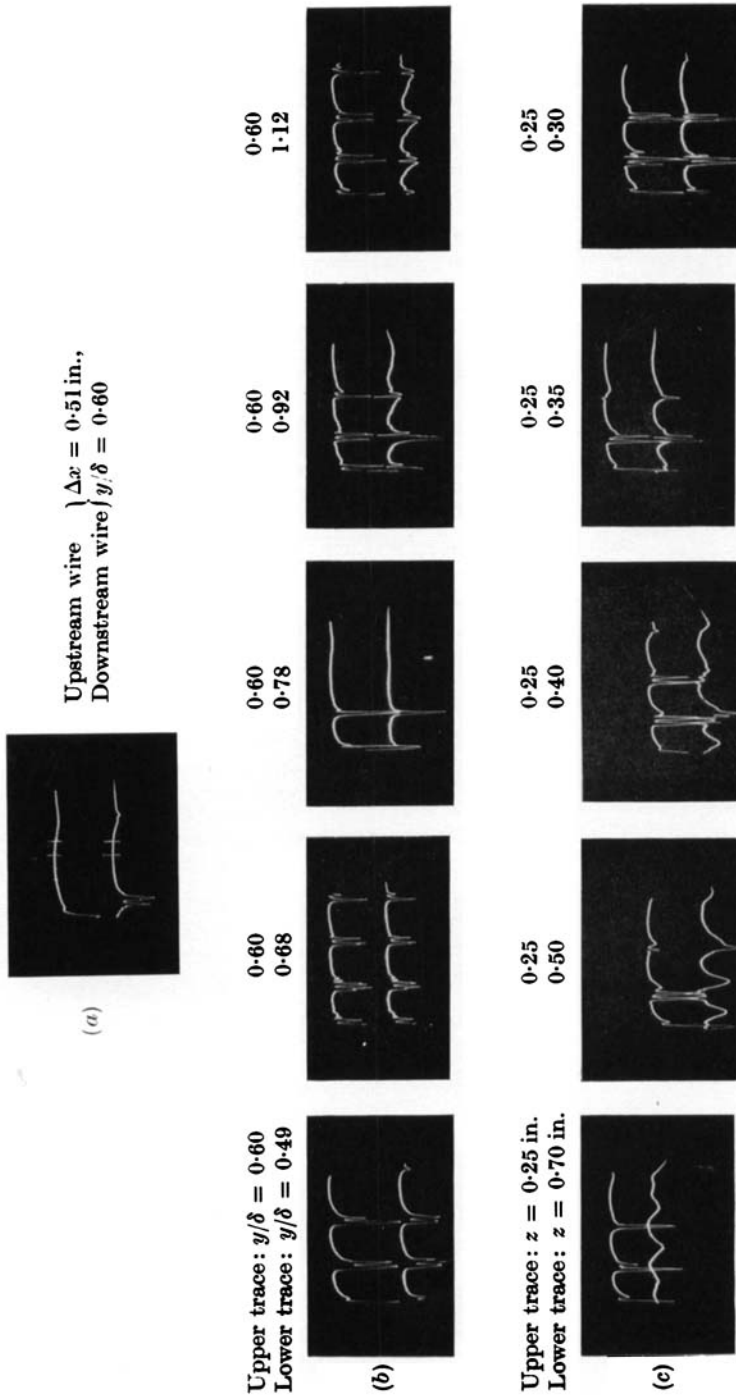 (a)
Upstream wire } Δx = 0·51 in.,
Downstream wire } y/δ = 0·60
Upper trace: y/δ = 0·60
Lower trace: y/δ = 0·49
0·60
0·68
0·60
0·78
0·60
0·92
0·60
1·12
(b)
Upper trace: z = 0·25 in.
Lower trace: z = 0·70 in.
0·25
0·50
0·25
0·40
0·25
0·35
0·25
0·30
(c)